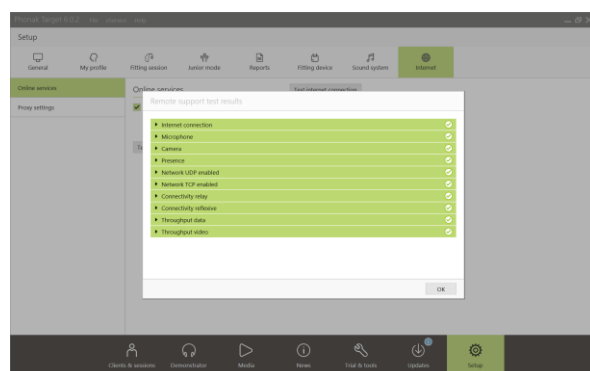 Phonak Target 6.0.2 File Window Help
Setup
General My profile Fitting session Junior mode Reports Fitting device Sound system Internet
Online services Online services Test internet connection
Proxy settings
Remote support test results
Internet connection
Microphone
Camera
Presence
Network UDP enabled
Network TCP enabled
Connectivity relay
Connectivity reflexive
Throughput data
Throughput video
OK
Clients & sessions Demonstrator Media News Trial & tools Updates Setup